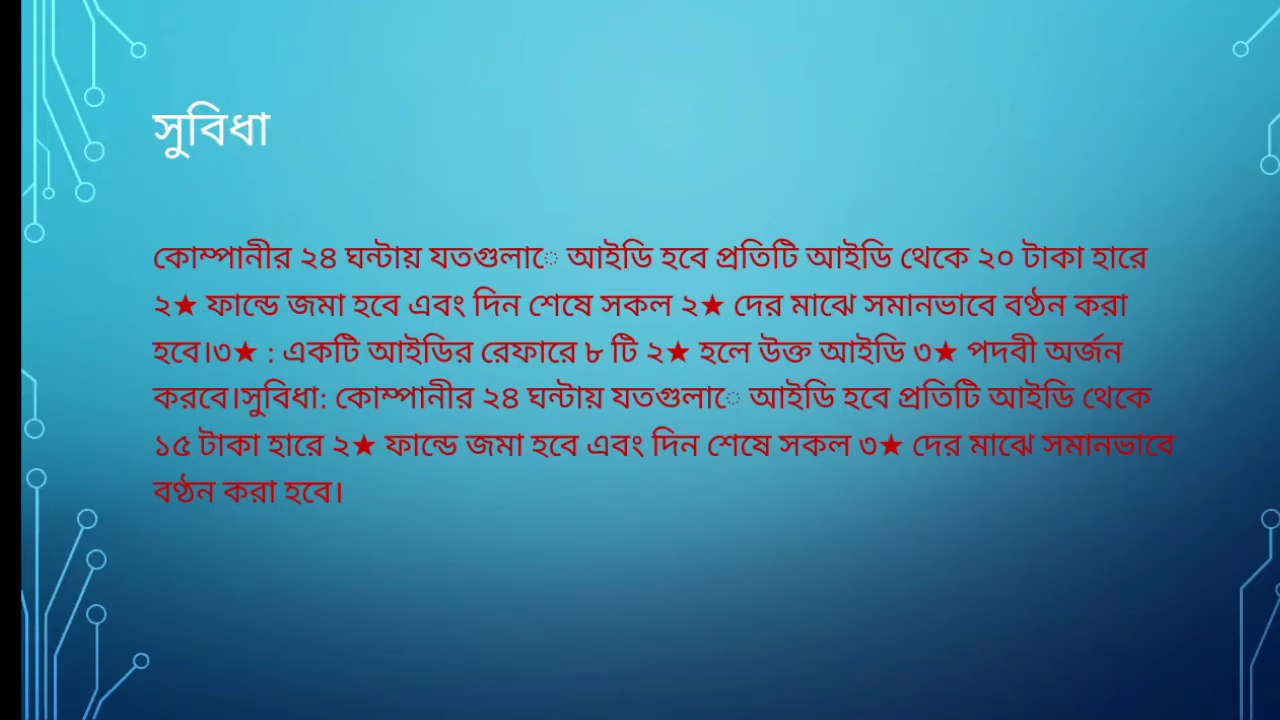 সুবিধা
কোম্পানীর ২৪ ঘন্টায় যতগুলাে আইডি হবে প্রতিটি আইডি থেকে ২০ টাকা হারে
২★ ফান্ডে জমা হবে এবং দিন শেষে সকল ২★ দের মাঝে সমানভাবে বণ্ঠন করা
হবে।৩★ : একটি আইডির রেফারে ৮ টি ২★ হলে উক্ত আইডি ৩★ পদবী অর্জন
করবে।সুবিধা: কোম্পানীর ২৪ ঘন্টায় যতগুলাে আইডি হবে প্রতিটি আইডি থেকে
১৫ টাকা হারে ২★ ফান্ডে জমা হবে এবং দিন শেষে সকল ৩★ দের মাঝে সমানভাবে
বণ্ঠন করা হবে।